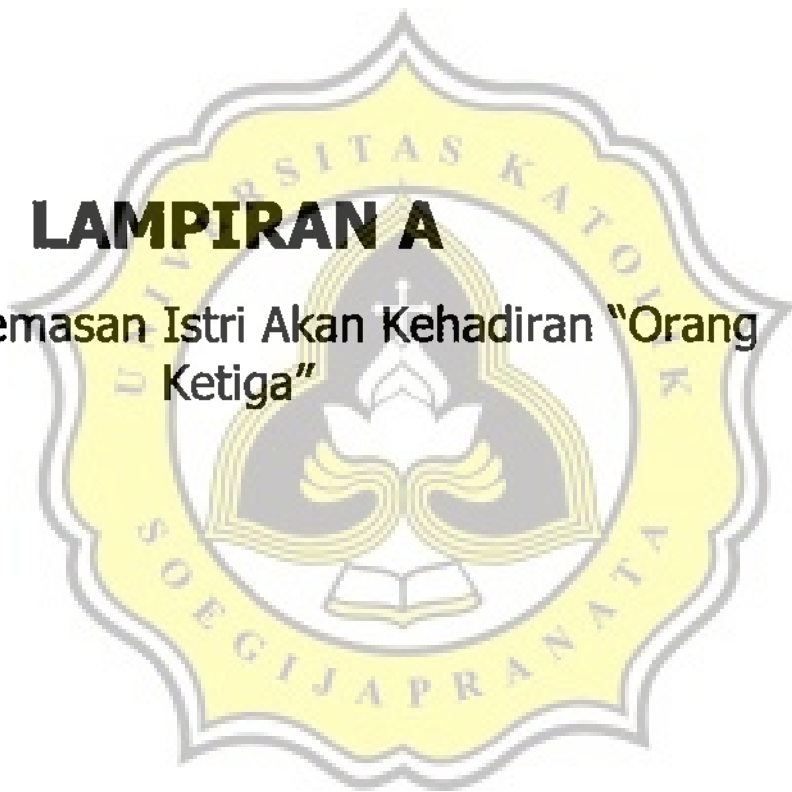 LAMPIRAN A
emasan Istri Akan Kehadiran “Orang
Ketiga”
UNIVERSITAS KATOLIK
SOEGIJAPRANATA